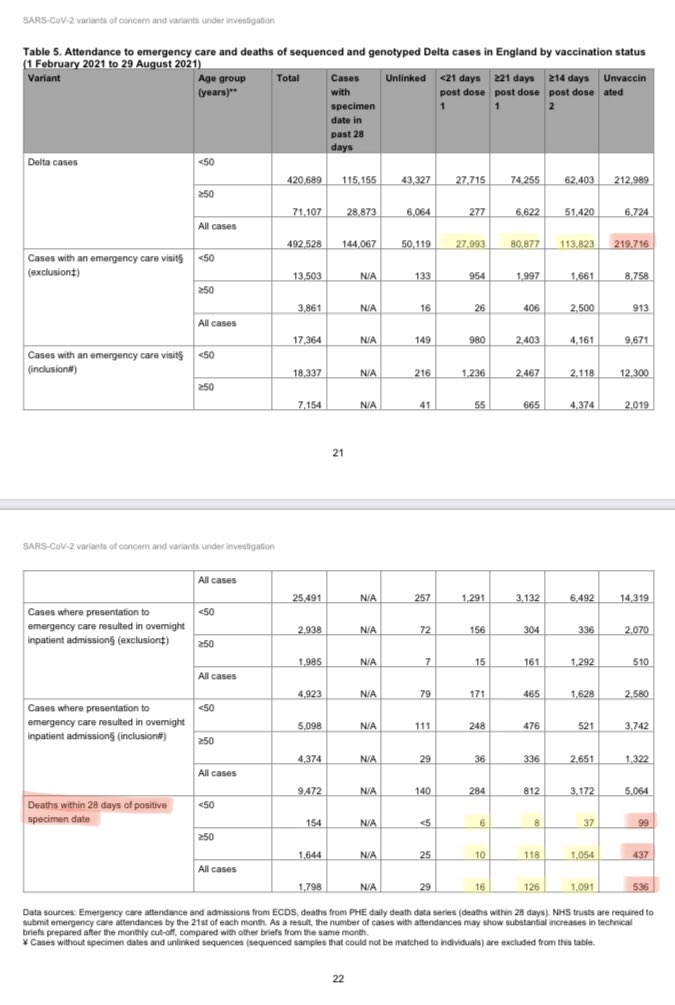 SARS-CoV-2 variants of concern and variants under investigation
Table 5. Attendance to emergency care and deaths of sequenced and genotyped Delta cases in England by vaccination status
(1 February 2021 to 29 August 2021)
Variant Age group (years)** Total Cases with specimen date in past 28 days Unlinked <21 days post dose 1 ≥21 days post dose 1 ≥14 days post dose 2 Unvaccinated
Delta cases <50 420,689 115,155 43,327 27,715 74,255 62,403 212,989
≥50 71,107 28,873 6,064 277 6,622 51,420 6,724
All cases 492,528 144,067 50,119 27,993 80,877 113,823 219,716
Cases with an emergency care visit§ (exclusion‡) <50 13,503 N/A 133 954 1,997 1,661 8,758
≥50 3,861 N/A 16 26 406 2,500 913
All cases 17,364 N/A 149 980 2,403 4,161 9,671
Cases with an emergency care visit§ (inclusion#) <50 18,337 N/A 216 1,236 2,467 2,118 12,300
≥50 7,154 N/A 41 55 665 4,374 2,019
21
SARS-CoV-2 variants of concern and variants under investigation
All cases 25,491 N/A 257 1,291 3,132 6,492 14,319
Cases where presentation to emergency care resulted in overnight inpatient admission§ (exclusion‡) <50 2,938 N/A 72 156 304 336 2,070
≥50 1,985 N/A 7 15 161 1,292 510
All cases 4,923 N/A 79 171 465 1,628 2,580
Cases where presentation to emergency care resulted in overnight inpatient admission§ (inclusion#) <50 5,098 N/A 111 248 476 521 3,742
≥50 4,374 N/A 29 36 336 2,651 1,322
All cases 9,472 N/A 140 284 812 3,172 5,064
Deaths within 28 days of positive specimen date <50 154 N/A <5 6 8 37 99
≥50 1,644 N/A 25 10 118 1,054 437
All cases 1,798 N/A 29 16 126 1,091 536
Data sources: Emergency care attendance and admissions from ECDS, deaths from PHE daily death data series (deaths within 28 days). NHS trusts are required to
submit emergency care attendances by the 21st of each month. As a result, the number of cases with attendances may show substantial increases in technical
briefs prepared after the monthly cut-off, compared with other briefs from the same month.
¥ Cases without specimen dates and unlinked sequences (sequenced samples that could not be matched to individuals) are excluded from this table.
22